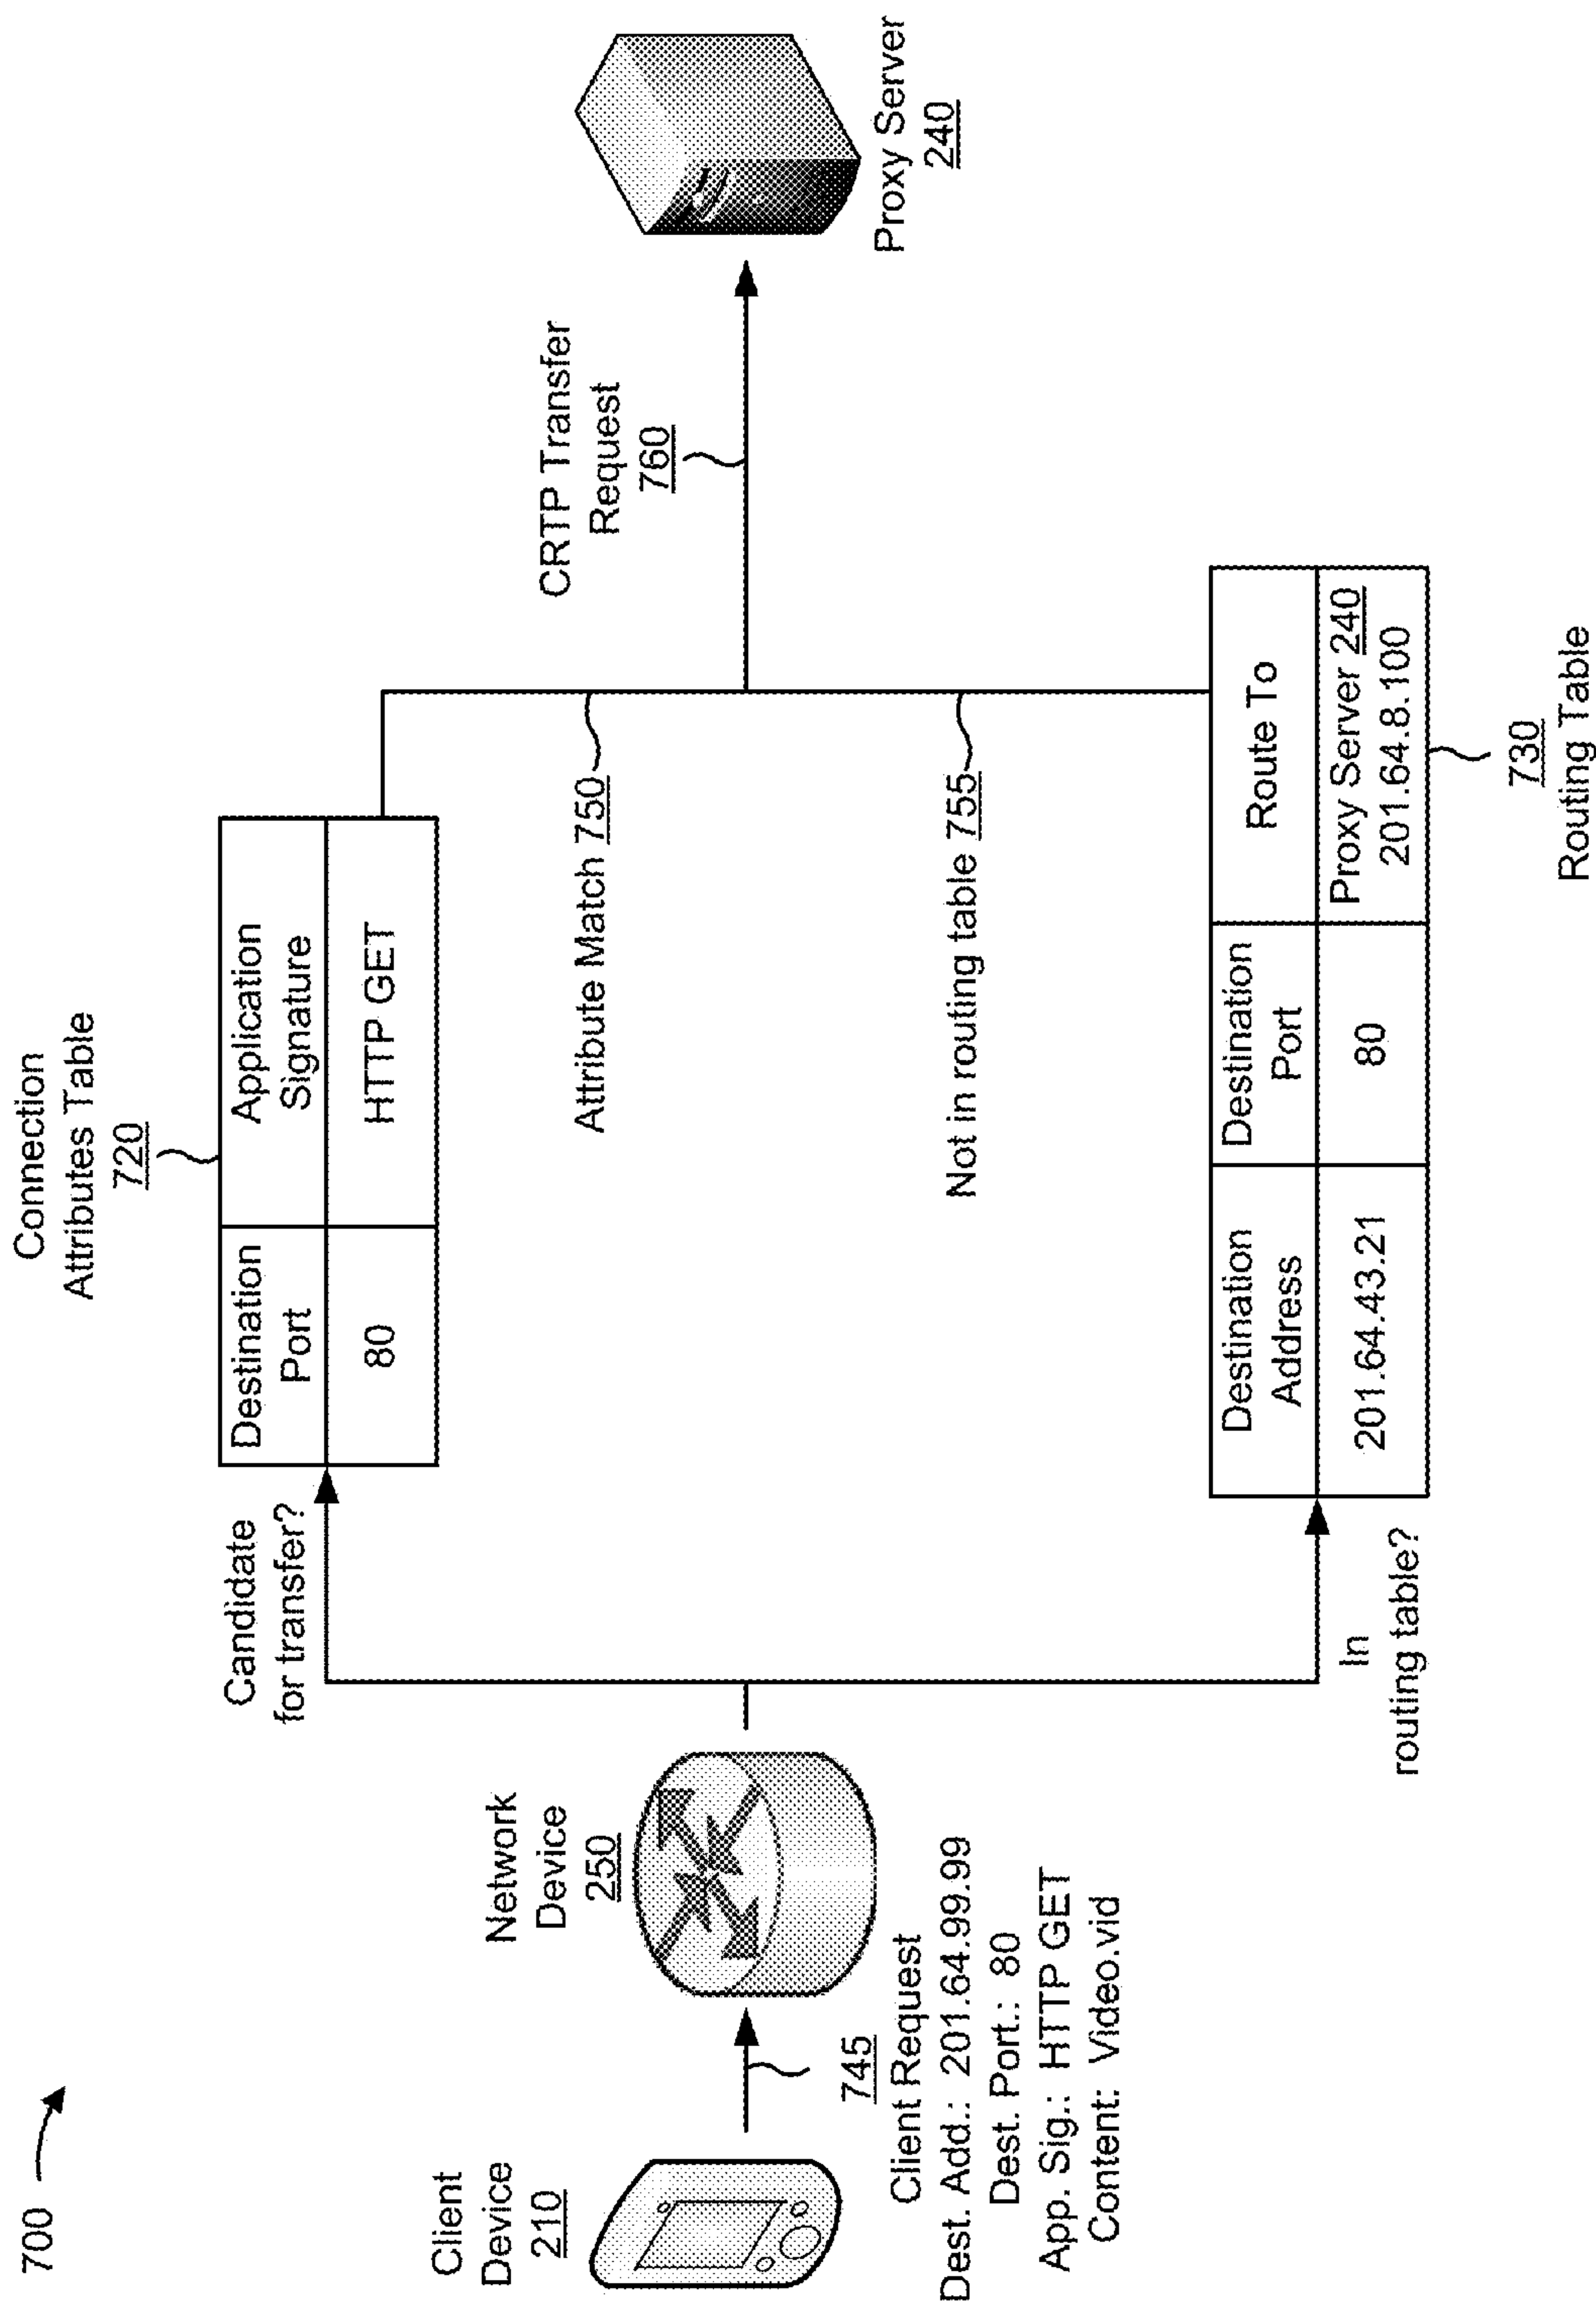 700
Connection
Attributes Table
720
Destination
Port
Application
Signature
80
HTTP GET
Candidate
for transfer?
Client
Device
210
Network
Device
250
745
Client Request
Dest. Add.: 201.64.99.99
Dest. Port.: 80
App. Sig.: HTTP GET
Content: Video.vid
Attribute Match 750
Not in routing table 755
CRTP Transfer
Request
760
Proxy Server
240
In
routing table?
Destination
Address
Destination
Port
Route To
201.64.43.21
80
Proxy Server 240
201.64.8.100
730
Routing Table